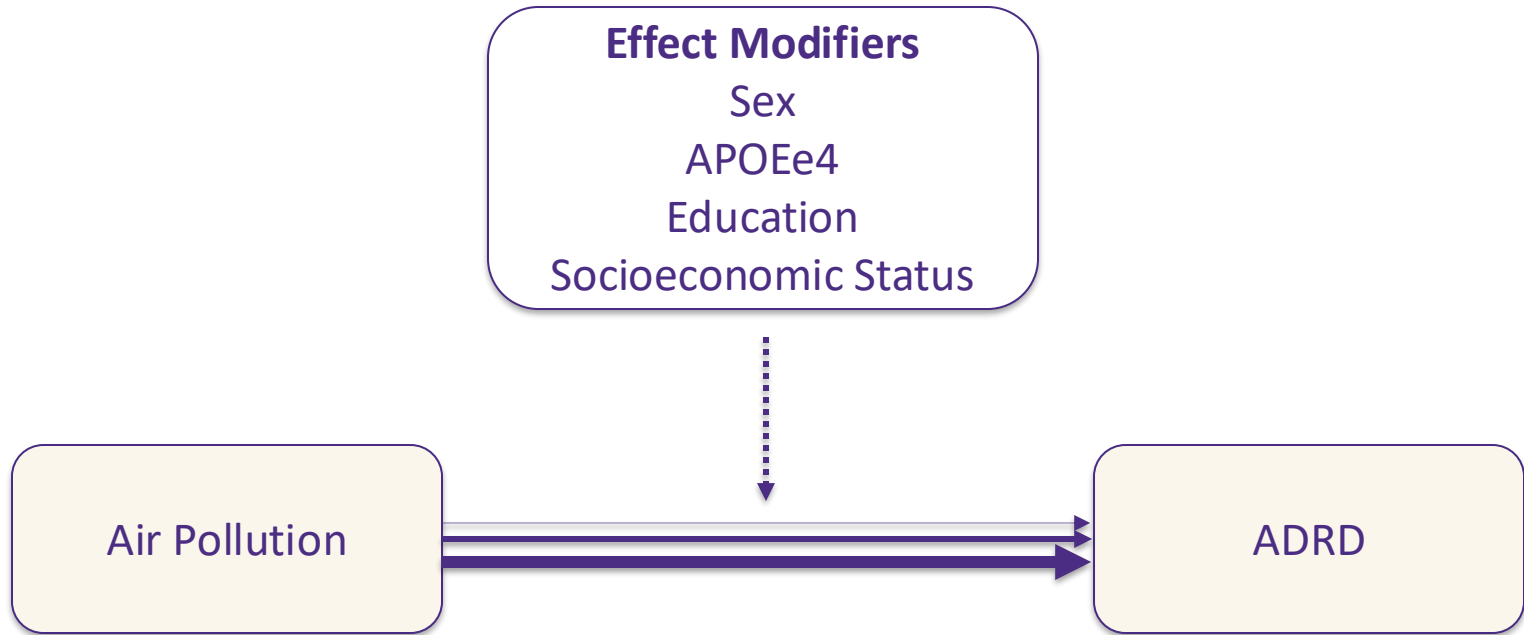 Effect Modifiers
Sex
APOEe4
Education
Socioeconomic Status
Air Pollution
ADRD